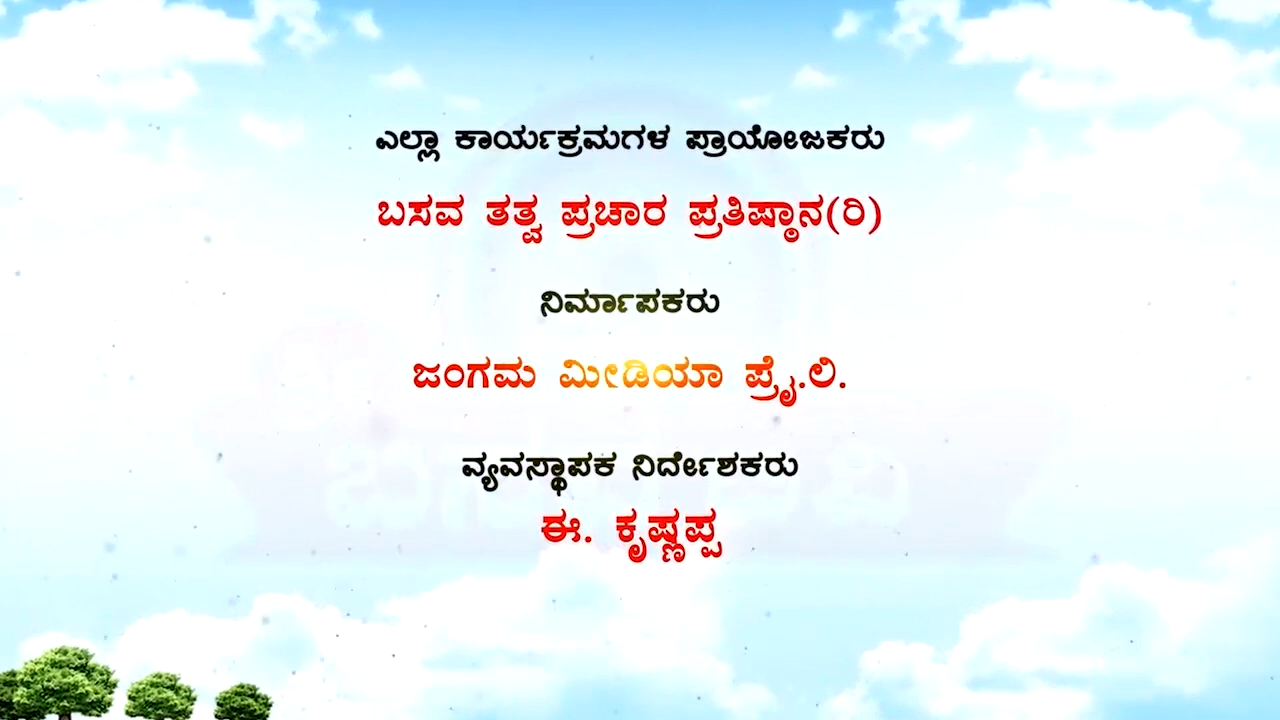 ಎಲ್ಲಾ ಕಾರ್ಯಕ್ರಮಗಳ ಪ್ರಾಯೋಜಕರು
ಬಸವ ತತ್ವ ಪ್ರಚಾರ ಪ್ರತಿಷ್ಠಾನ(ರಿ)
ನಿರ್ಮಾಪಕರು
ಜಂಗಮ ಮೀಡಿಯಾ ಪ್ರೈ.ಲಿ.
ವ್ಯವಸ್ಥಾಪಕ ನಿರ್ದೇಶಕರು
ಈ. ಕೃಷ್ಣಪ್ಪ